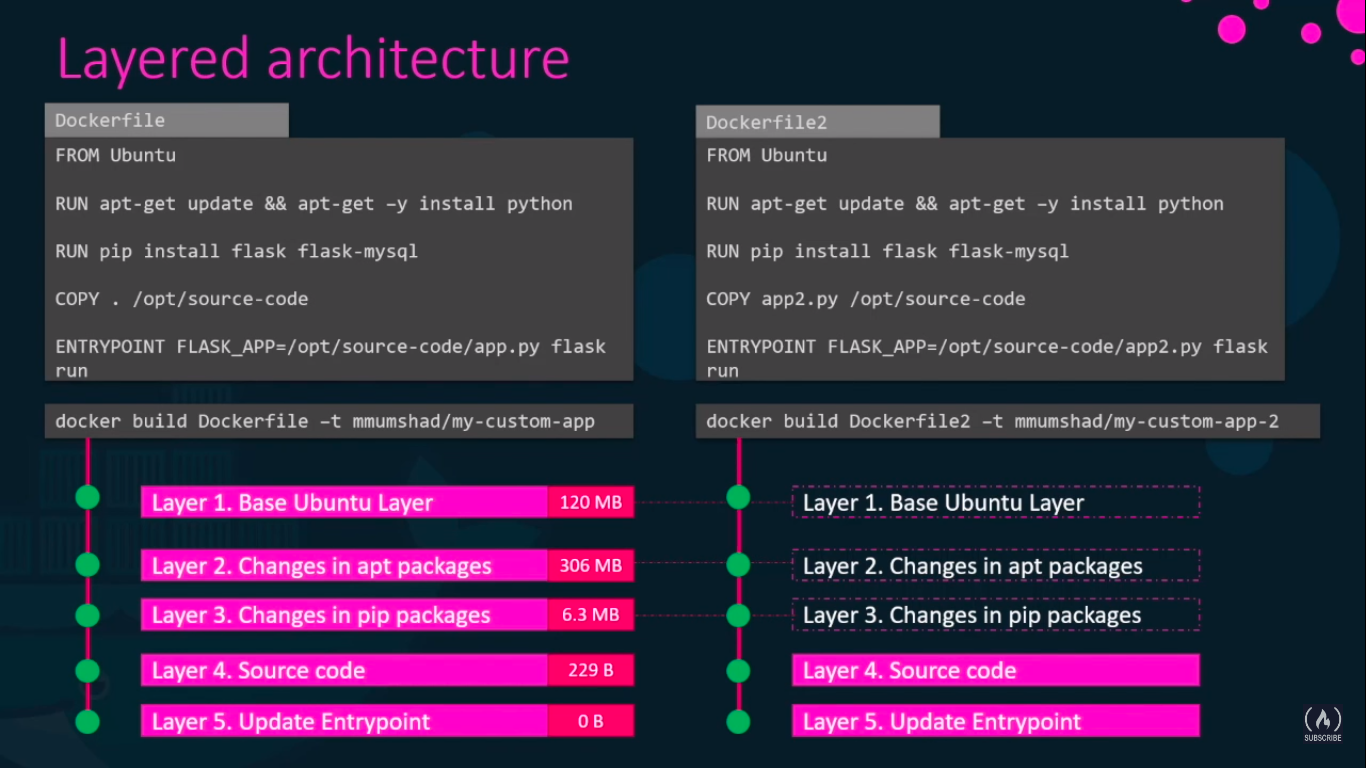 Layered architecture
Dockerfile
FROM Ubuntu
RUN apt-get update && apt-get –y install python
RUN pip install flask flask-mysql
COPY . /opt/source-code
ENTRYPOINT FLASK_APP=/opt/source-code/app.py flask
run
docker build Dockerfile –t mmumshad/my-custom-app
Layer 1. Base Ubuntu Layer 120 MB
Layer 2. Changes in apt packages 306 MB
Layer 3. Changes in pip packages 6.3 MB
Layer 4. Source code 229 B
Layer 5. Update Entrypoint 0 B
Dockerfile2
FROM Ubuntu
RUN apt-get update && apt-get –y install python
RUN pip install flask flask-mysql
COPY app2.py /opt/source-code
ENTRYPOINT FLASK_APP=/opt/source-code/app2.py flask
run
docker build Dockerfile2 –t mmumshad/my-custom-app-2
Layer 1. Base Ubuntu Layer
Layer 2. Changes in apt packages
Layer 3. Changes in pip packages
Layer 4. Source code
Layer 5. Update Entrypoint
SUBSCRIBE